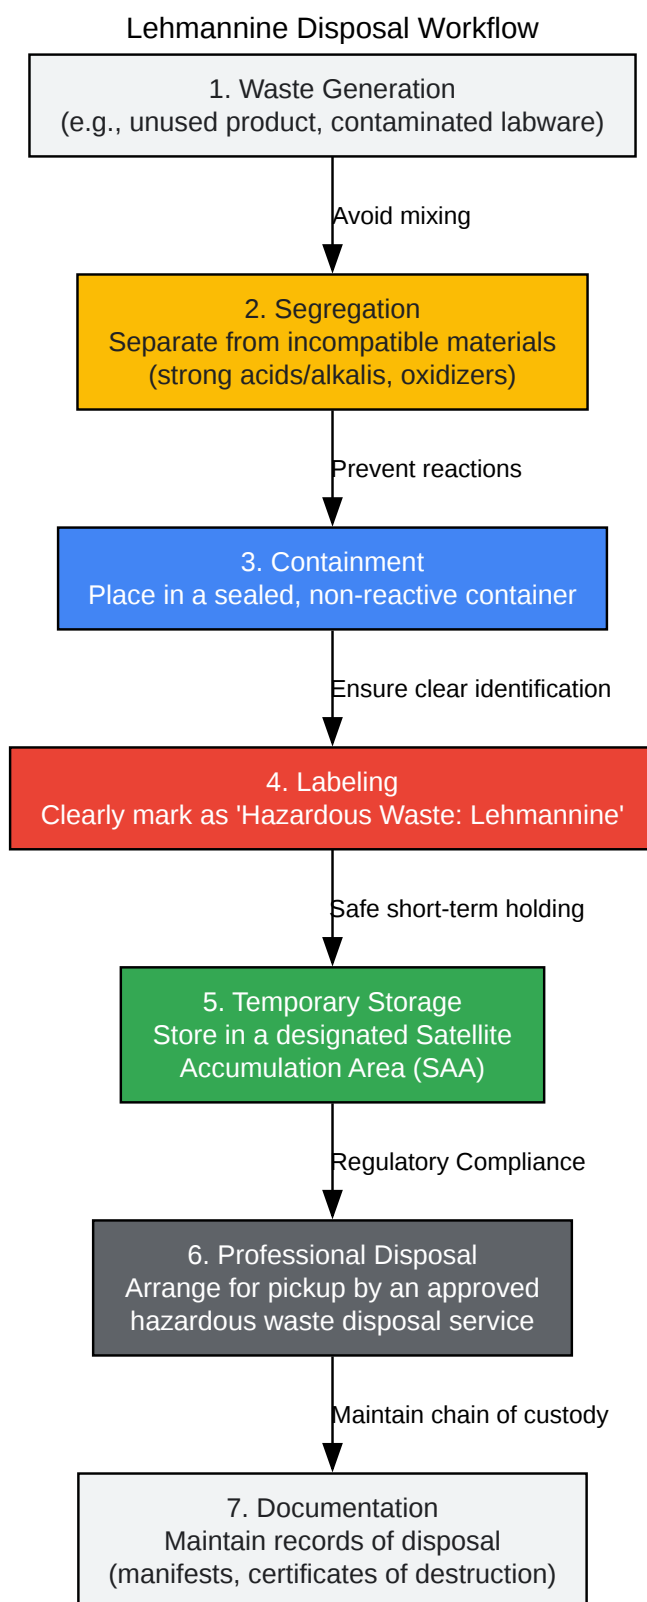 Lehmannine Disposal Workflow
1. Waste Generation
(e.g., unused product, contaminated labware)
Avoid mixing
2. Segregation
Separate from incompatible materials
(strong acids/alkalis, oxidizers)
Prevent reactions
3. Containment
Place in a sealed, non-reactive container
Ensure clear identification
4. Labeling
Clearly mark as 'Hazardous Waste: Lehmannine'
Safe short-term holding
5. Temporary Storage
Store in a designated Satellite
Accumulation Area (SAA)
Regulatory Compliance
6. Professional Disposal
Arrange for pickup by an approved
hazardous waste disposal service
Maintain chain of custody
7. Documentation
Maintain records of disposal
(manifests, certificates of destruction)